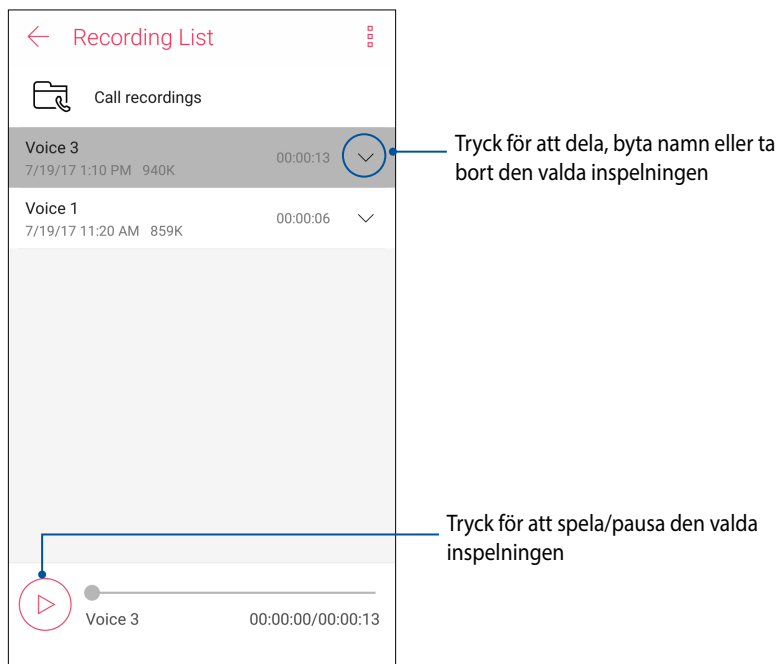 Recording List
Call recordings
Voice 3
7/19/17 1:10 PM 940K
00:00:13
Tryck för att dela, byta namn eller ta
bort den valda inspelningen
Voice 1
7/19/17 11:20 AM 859K
00:00:06
Tryck för att spela/pausa den valda
inspelningen
Voice 3
00:00:00/00:00:13